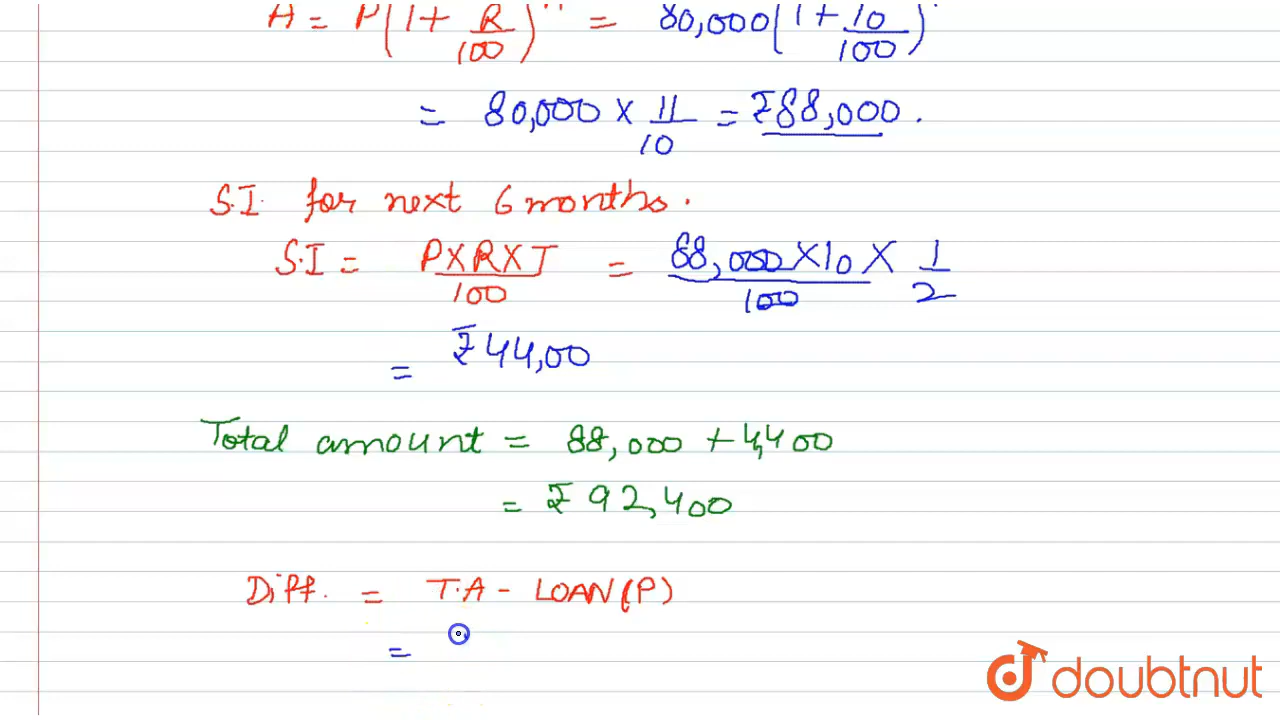 A = P(1 + R/100)^n = 80,000(1 + 10/100)
= 80,000 × 11/10 = ₹88,000.
S.I. for next 6 months.
S.I = P×R×T/100 = 88,000×10/100 × 1/2
= ₹44,00
Total amount = 88,000 + 4,400
= ₹92,400
Diff. = T.A - LOAN(P)
=
doubtnut